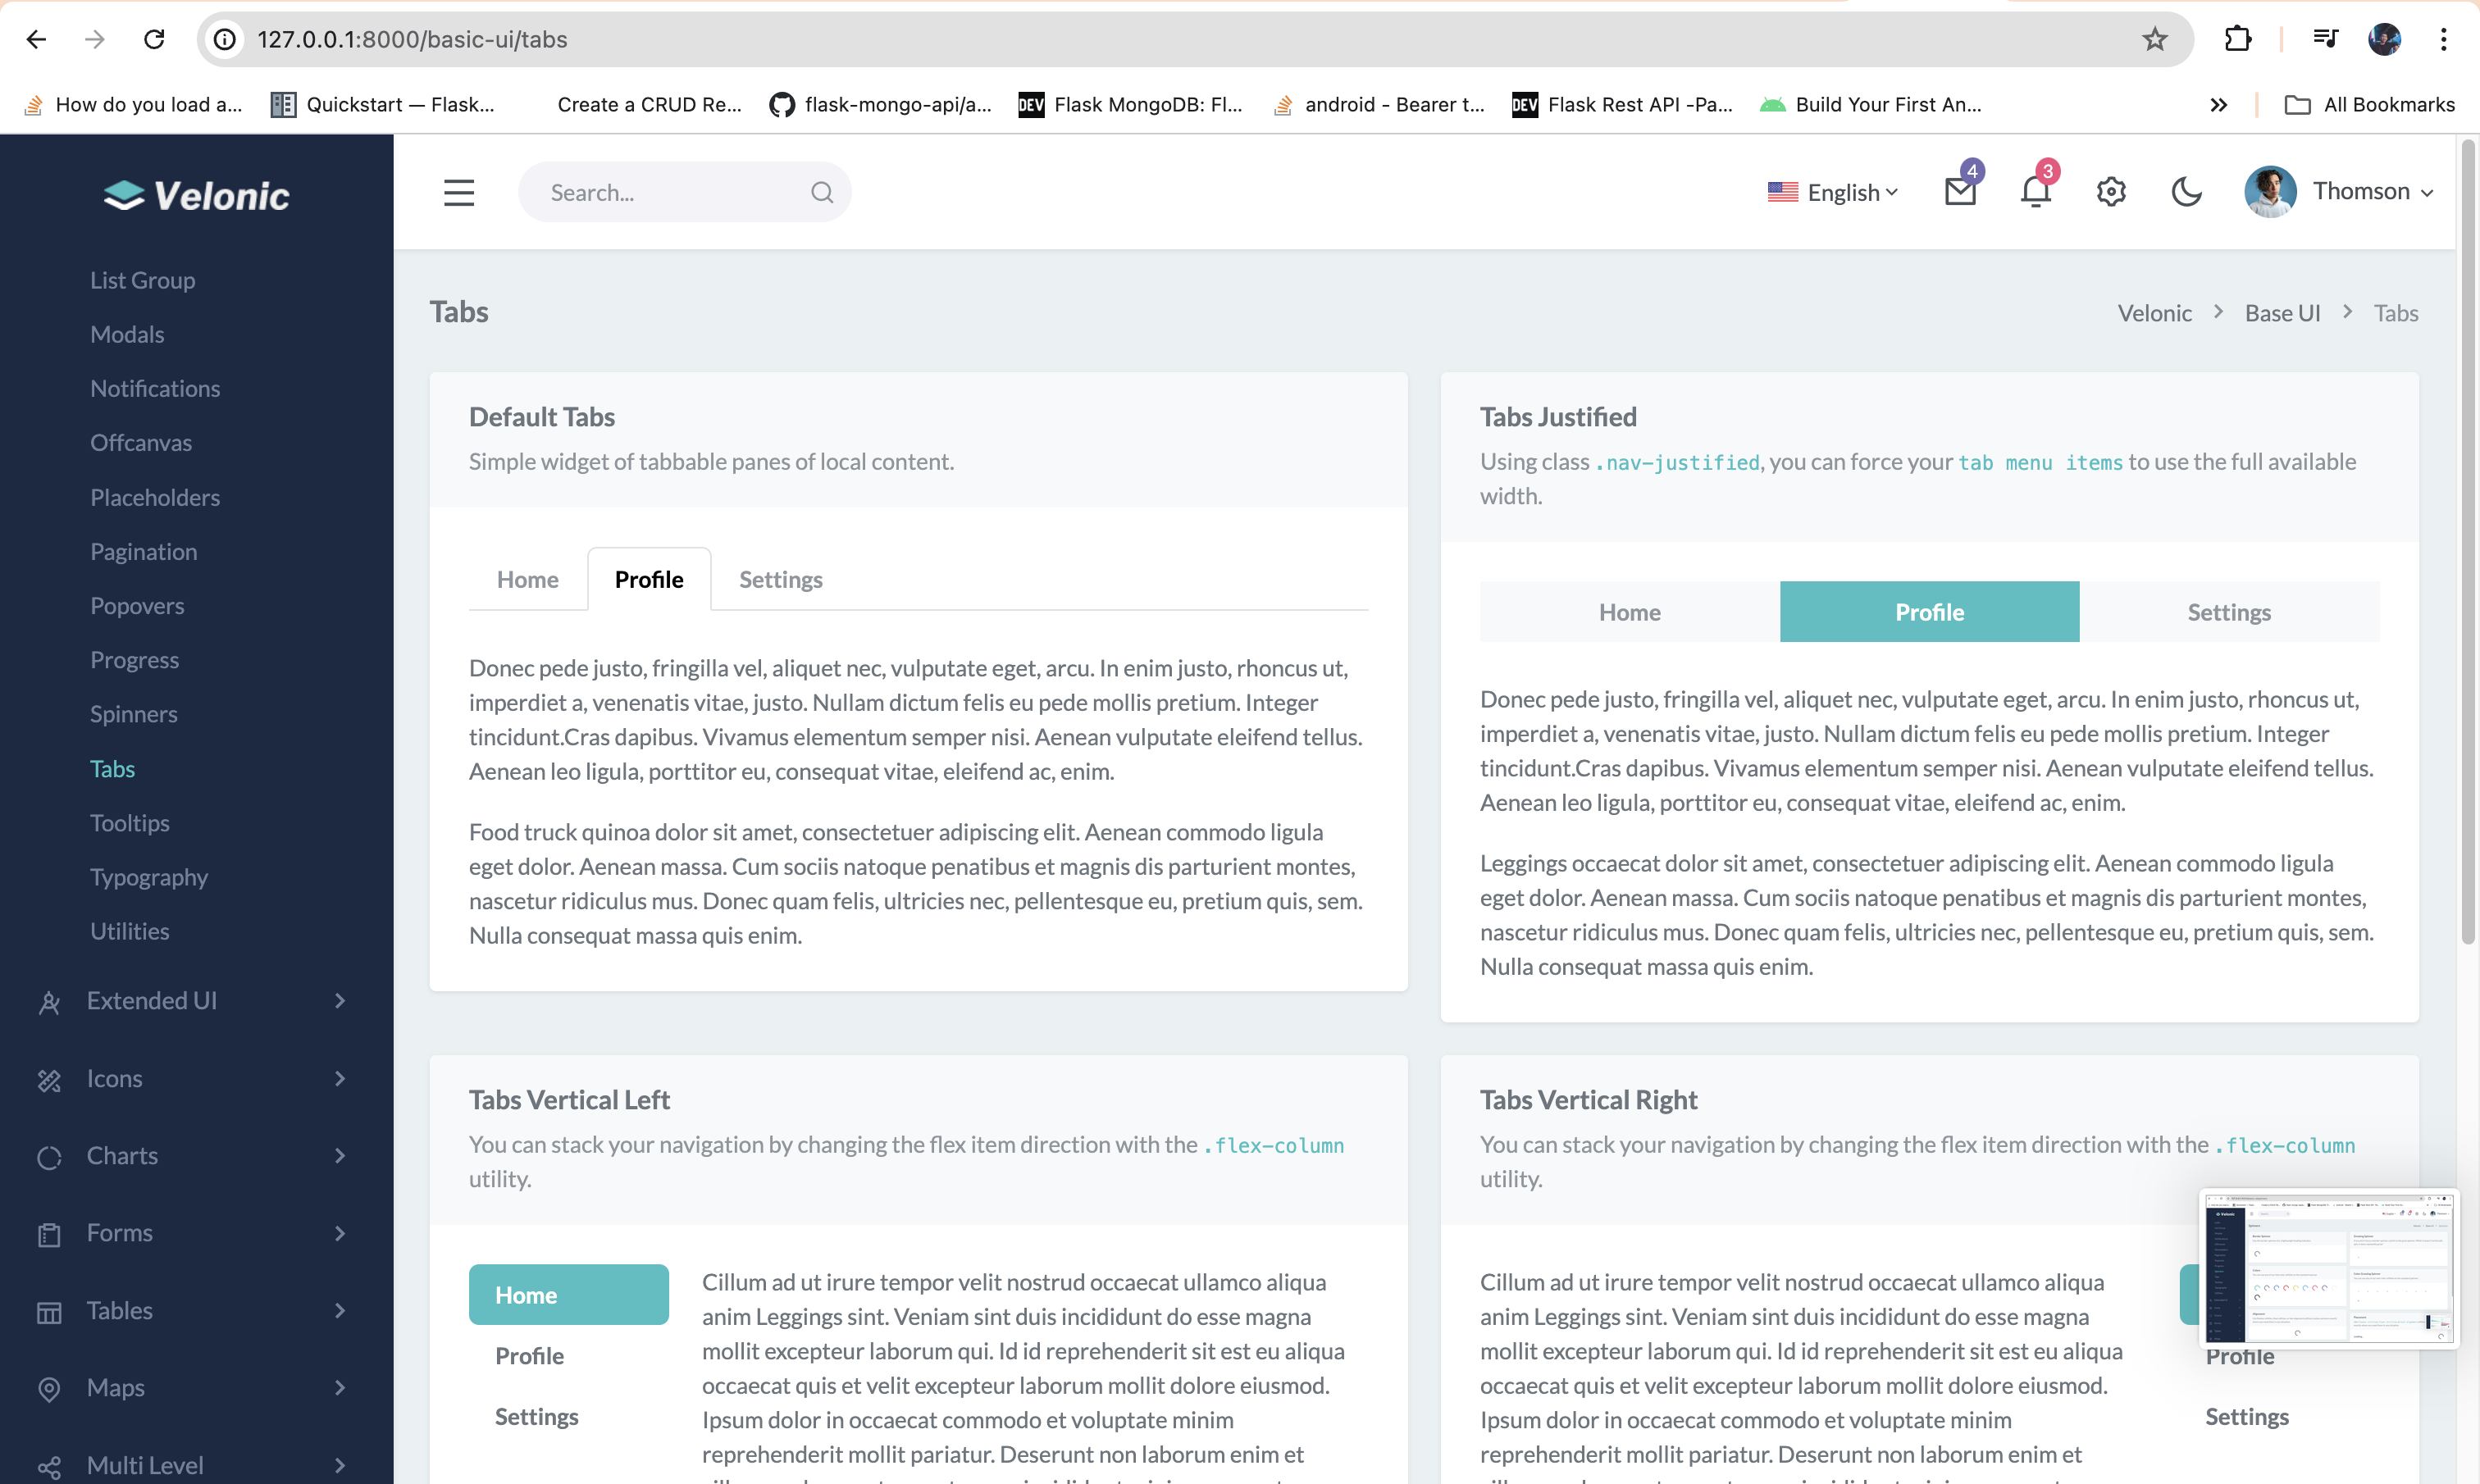 127.0.0.1:8000/basic-ui/tabs
How do you load a...
Quickstart — Flask...
Create a CRUD Re...
flask-mongo-api/a...
DEV Flask MongoDB: Fl...
android - Bearer t...
DEV Flask Rest API -Pa...
Build Your First An...
All Bookmarks
Velonic
Search...
English
4
3
Thomson
List Group
Modals
Notifications
Offcanvas
Placeholders
Pagination
Popovers
Progress
Spinners
Tabs
Tooltips
Typography
Utilities
Extended UI
Icons
Charts
Forms
Tables
Maps
Multi Level
Tabs
Velonic > Base UI > Tabs
Default Tabs
Simple widget of tabbable panes of local content.
Home Profile Settings
Donec pede justo, fringilla vel, aliquet nec, vulputate eget, arcu. In enim justo, rhoncus ut,
imperdiet a, venenatis vitae, justo. Nullam dictum felis eu pede mollis pretium. Integer
tincidunt.Cras dapibus. Vivamus elementum semper nisi. Aenean vulputate eleifend tellus.
Aenean leo ligula, porttitor eu, consequat vitae, eleifend ac, enim.
Food truck quinoa dolor sit amet, consectetuer adipiscing elit. Aenean commodo ligula
eget dolor. Aenean massa. Cum sociis natoque penatibus et magnis dis parturient montes,
nascetur ridiculus mus. Donec quam felis, ultricies nec, pellentesque eu, pretium quis, sem.
Nulla consequat massa quis enim.
Tabs Justified
Using class .nav-justified, you can force your tab menu items to use the full available
width.
Home Profile Settings
Donec pede justo, fringilla vel, aliquet nec, vulputate eget, arcu. In enim justo, rhoncus ut,
imperdiet a, venenatis vitae, justo. Nullam dictum felis eu pede mollis pretium. Integer
tincidunt.Cras dapibus. Vivamus elementum semper nisi. Aenean vulputate eleifend tellus.
Aenean leo ligula, porttitor eu, consequat vitae, eleifend ac, enim.
Leggings occaecat dolor sit amet, consectetuer adipiscing elit. Aenean commodo ligula
eget dolor. Aenean massa. Cum sociis natoque penatibus et magnis dis parturient montes,
nascetur ridiculus mus. Donec quam felis, ultricies nec, pellentesque eu, pretium quis, sem.
Nulla consequat massa quis enim.
Tabs Vertical Left
You can stack your navigation by changing the flex item direction with the .flex-column
utility.
Home
Profile
Settings
Cillum ad ut irure tempor velit nostrud occaecat ullamco aliqua
anim Leggings sint. Veniam sint duis incididunt do esse magna
mollit excepteur laborum qui. Id id reprehenderit sit est eu aliqua
occaecat quis et velit excepteur laborum mollit dolore eiusmod.
Ipsum dolor in occaecat commodo et voluptate minim
reprehenderit mollit pariatur. Deserunt non laborum enim et
Tabs Vertical Right
You can stack your navigation by changing the flex item direction with the .flex-column
utility.
Cillum ad ut irure tempor velit nostrud occaecat ullamco aliqua
anim Leggings sint. Veniam sint duis incididunt do esse magna
mollit excepteur laborum qui. Id id reprehenderit sit est eu aliqua
occaecat quis et velit excepteur laborum mollit dolore eiusmod.
Ipsum dolor in occaecat commodo et voluptate minim
reprehenderit mollit pariatur. Deserunt non laborum enim et
Profile
Settings